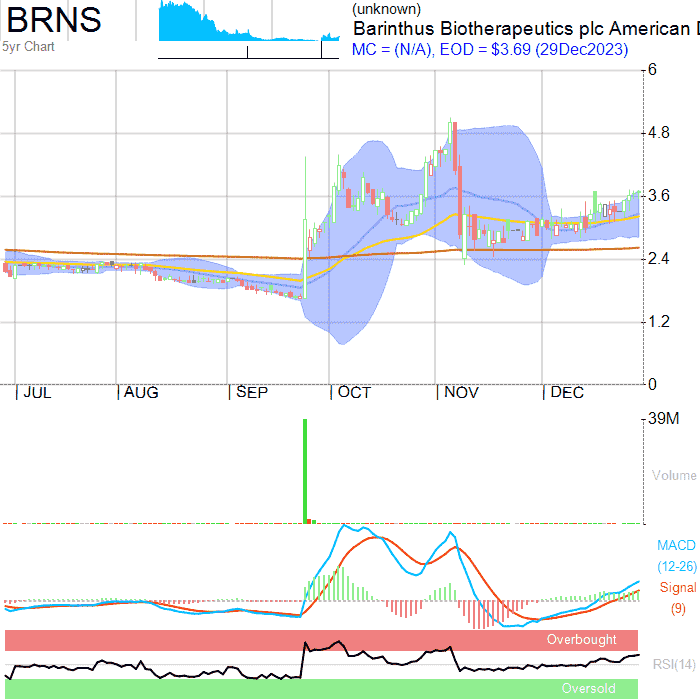 BRNS
5yr Chart
(unknown)
Barinthus Biotherapeutics plc American D
MC = (N/A), EOD = $3.69 (29Dec2023)
6
4.8
3.6
2.4
1.2
0
JUL AUG SEP OCT NOV DEC
39M
Volume
MACD
(12-26)
Signal
(9)
Overbought
RSI(14)
Oversold